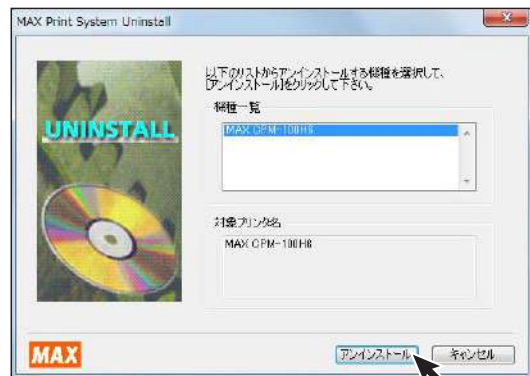 MAX Print System Uninstall
以下のリストからアンインストールする機種を選択して、
[アンインストール]をクリックして下さい。
UNINSTALL
機種一覧
MAX CPM-100H6
対象プリンタ名
MAX CPM-100H6
MAX
アンインストール
キャンセル